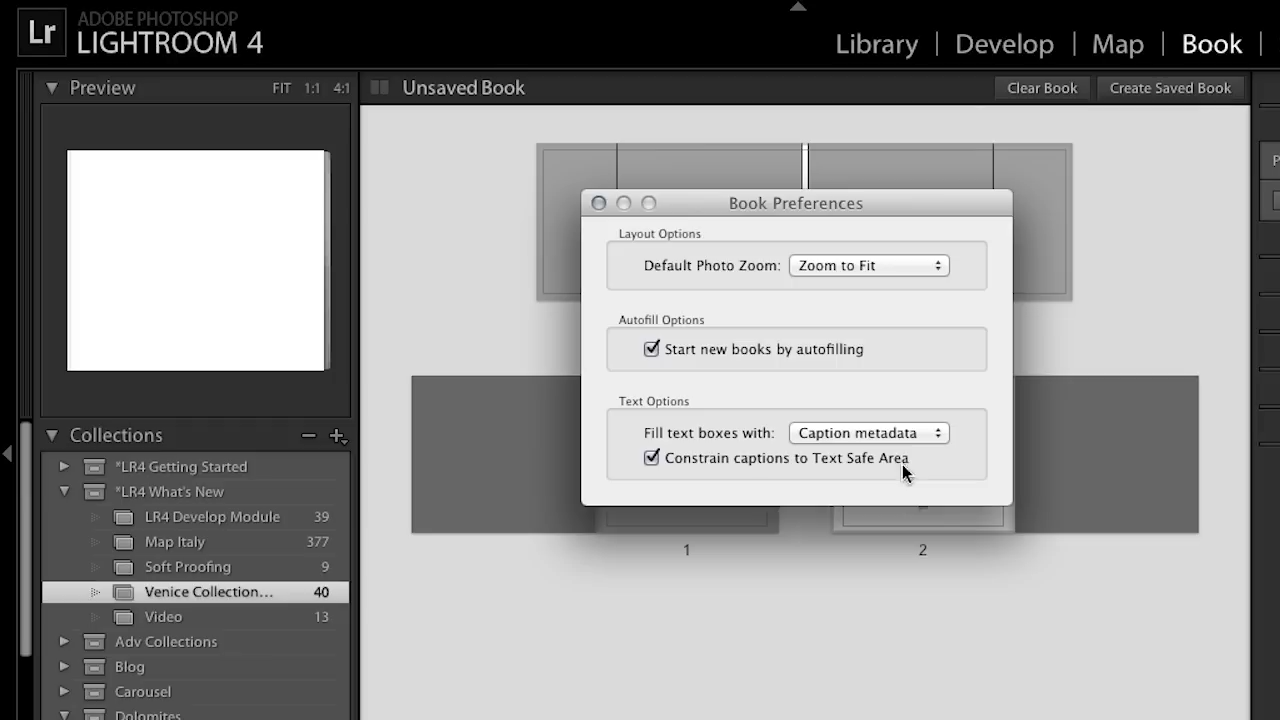 Lr
ADOBE PHOTOSHOP
LIGHTROOM 4
Library | Develop | Map | Book |
Preview FIT 1:1 4:1
Unsaved Book
Clear Book
Create Saved Book
Book Preferences
Layout Options
Default Photo Zoom: Zoom to Fit
Autofill Options
Start new books by autofilling
Text Options
Fill text boxes with: Caption metadata
Constrain captions to Text Safe Area
1
2
Collections
*LR4 Getting Started
*LR4 What's New
LR4 Develop Module 39
Map Italy 377
Soft Proofing 9
Venice Collection... 40
Video 13
Adv Collections
Blog
Carousel
Dolomites
P